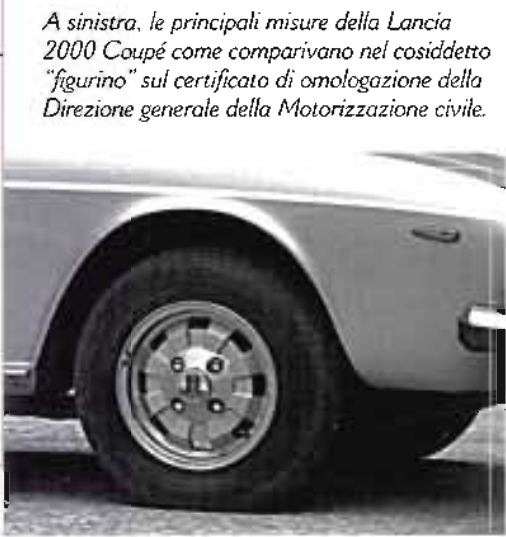 A sinistra, le principali misure della Lancia
2000 Coupé come comparivano nel cosiddetto
"figurino" sul certificato di omologazione della
Direzione generale della Motorizzazione civile.